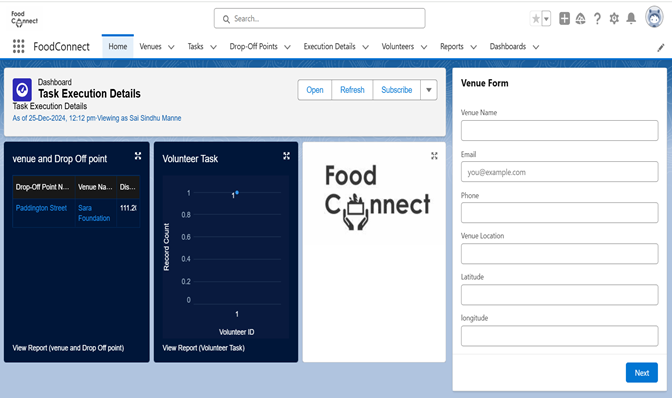 Food
Connect
Search...
FoodConnect
Home
Venues
Tasks
Drop-Off Points
Execution Details
Volunteers
Reports
Dashboards
Dashboard
Task Execution Details
Task Execution Details
As of 25-Dec-2024, 12:12 pm·Viewing as Sai Sindhu Manne
Open
Refresh
Subscribe
venue and Drop Off point
Drop-Off Point N... Venue Na... Dis...
Paddington Street Sara 111.2
Foundation
View Report (venue and Drop Off point)
Volunteer Task
Record Count
1
0.8
0.6
0.4
0.2
0
1
1
Volunteer ID
View Report (Volunteer Task)
Food
Connect
Venue Form
Venue Name
Email
you@example.com
Phone
Venue Location
Latitude
longitude
Next